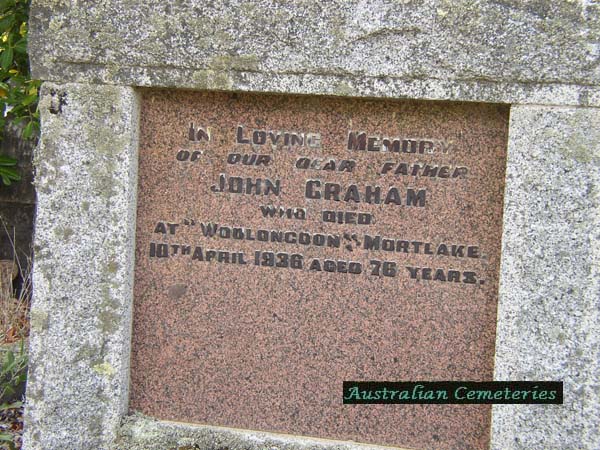 In Loving Memory
of our dear father
John Graham
who died
at "Woolongoon" Mortlake.
10th April 1936 aged 76 years.
Australian Cemeteries